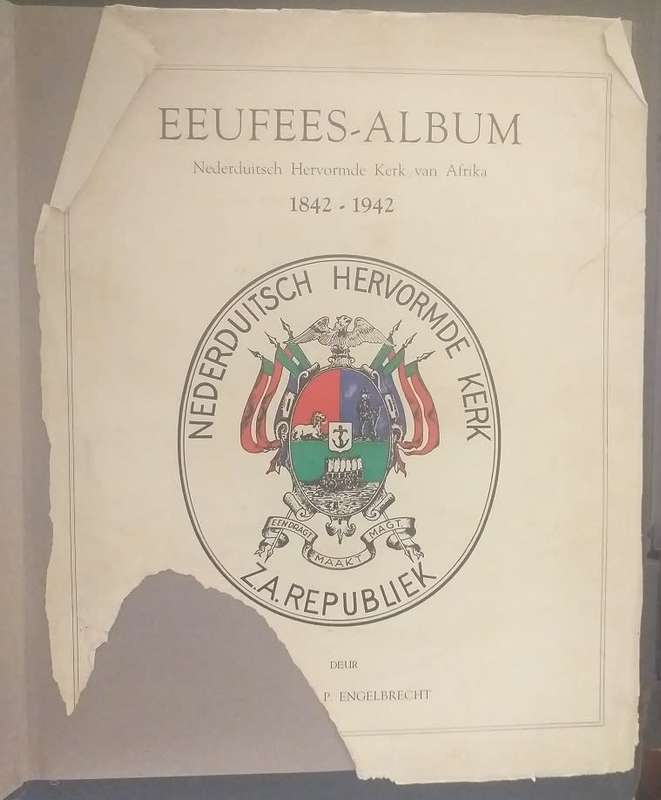 EEUFEES-ALBUM
Nederduitsch Hervormde Kerk van Afrika
1842 - 1942
NEDERDUITSCH HERVORMDE KERK
EENDRAGT MAAKT MAGT
Z.A. REPUBLIEK
DEUR
P. ENGELBRECHT